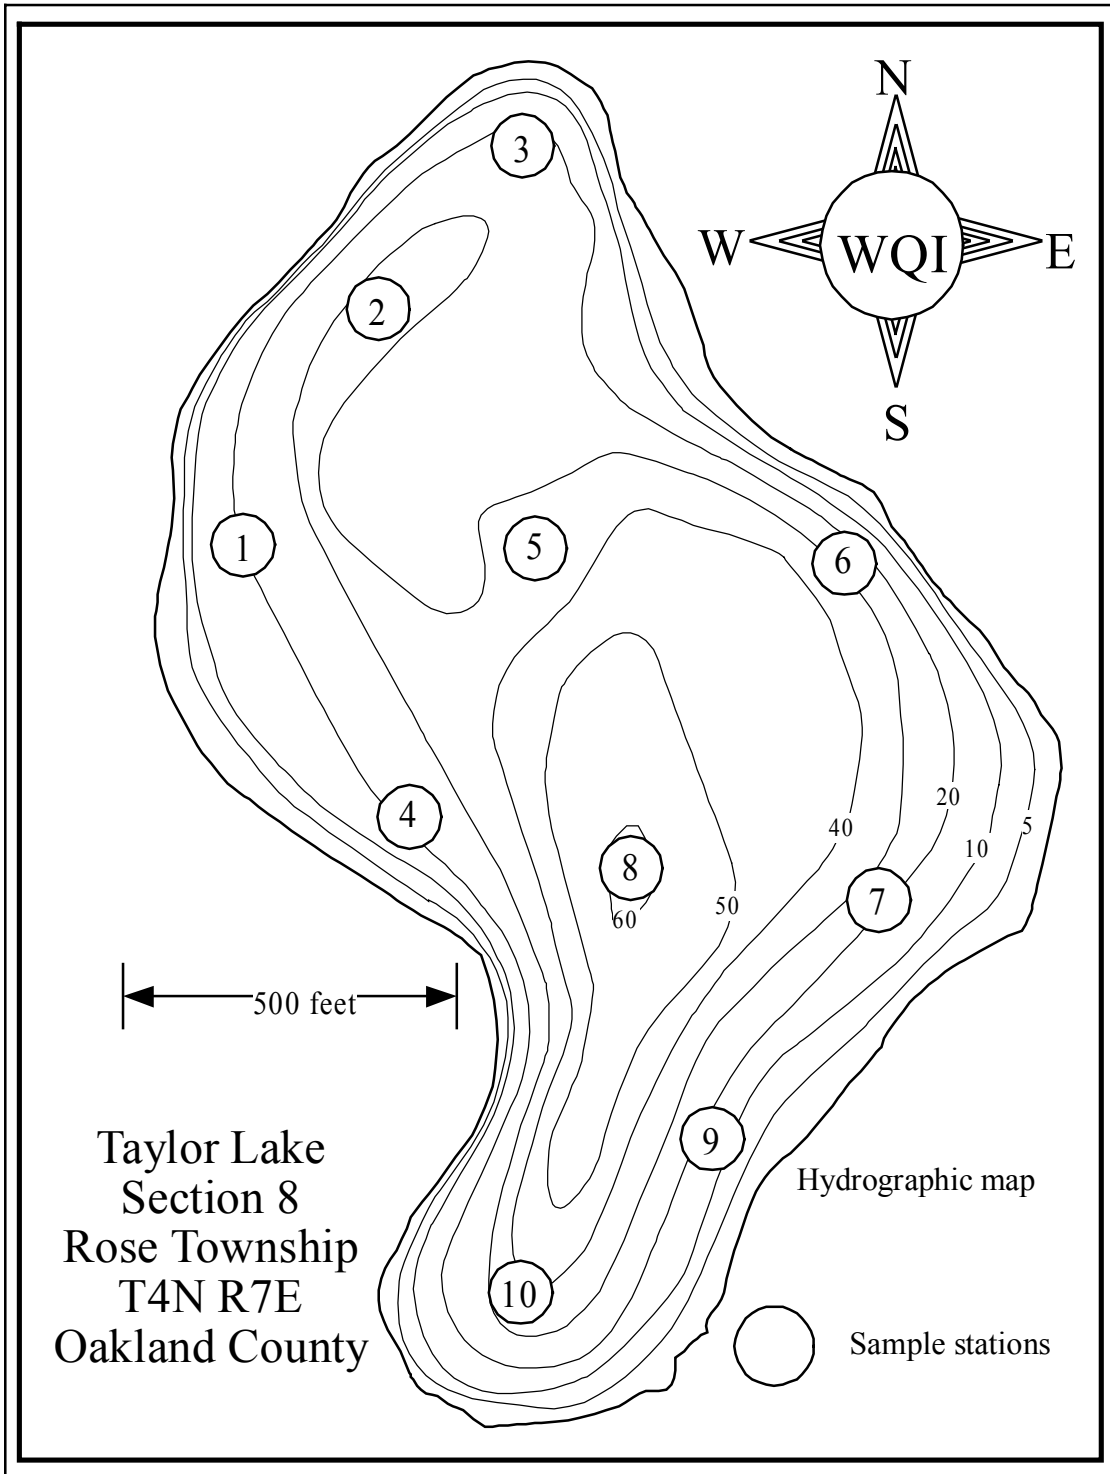 N
W WQI E
S
3
2
1
5
6
4
20
40
5
10
8
7
50
60
500 feet
9
10
Taylor Lake
Section 8
Rose Township
T4N R7E
Oakland County
Hydrographic map
Sample stations